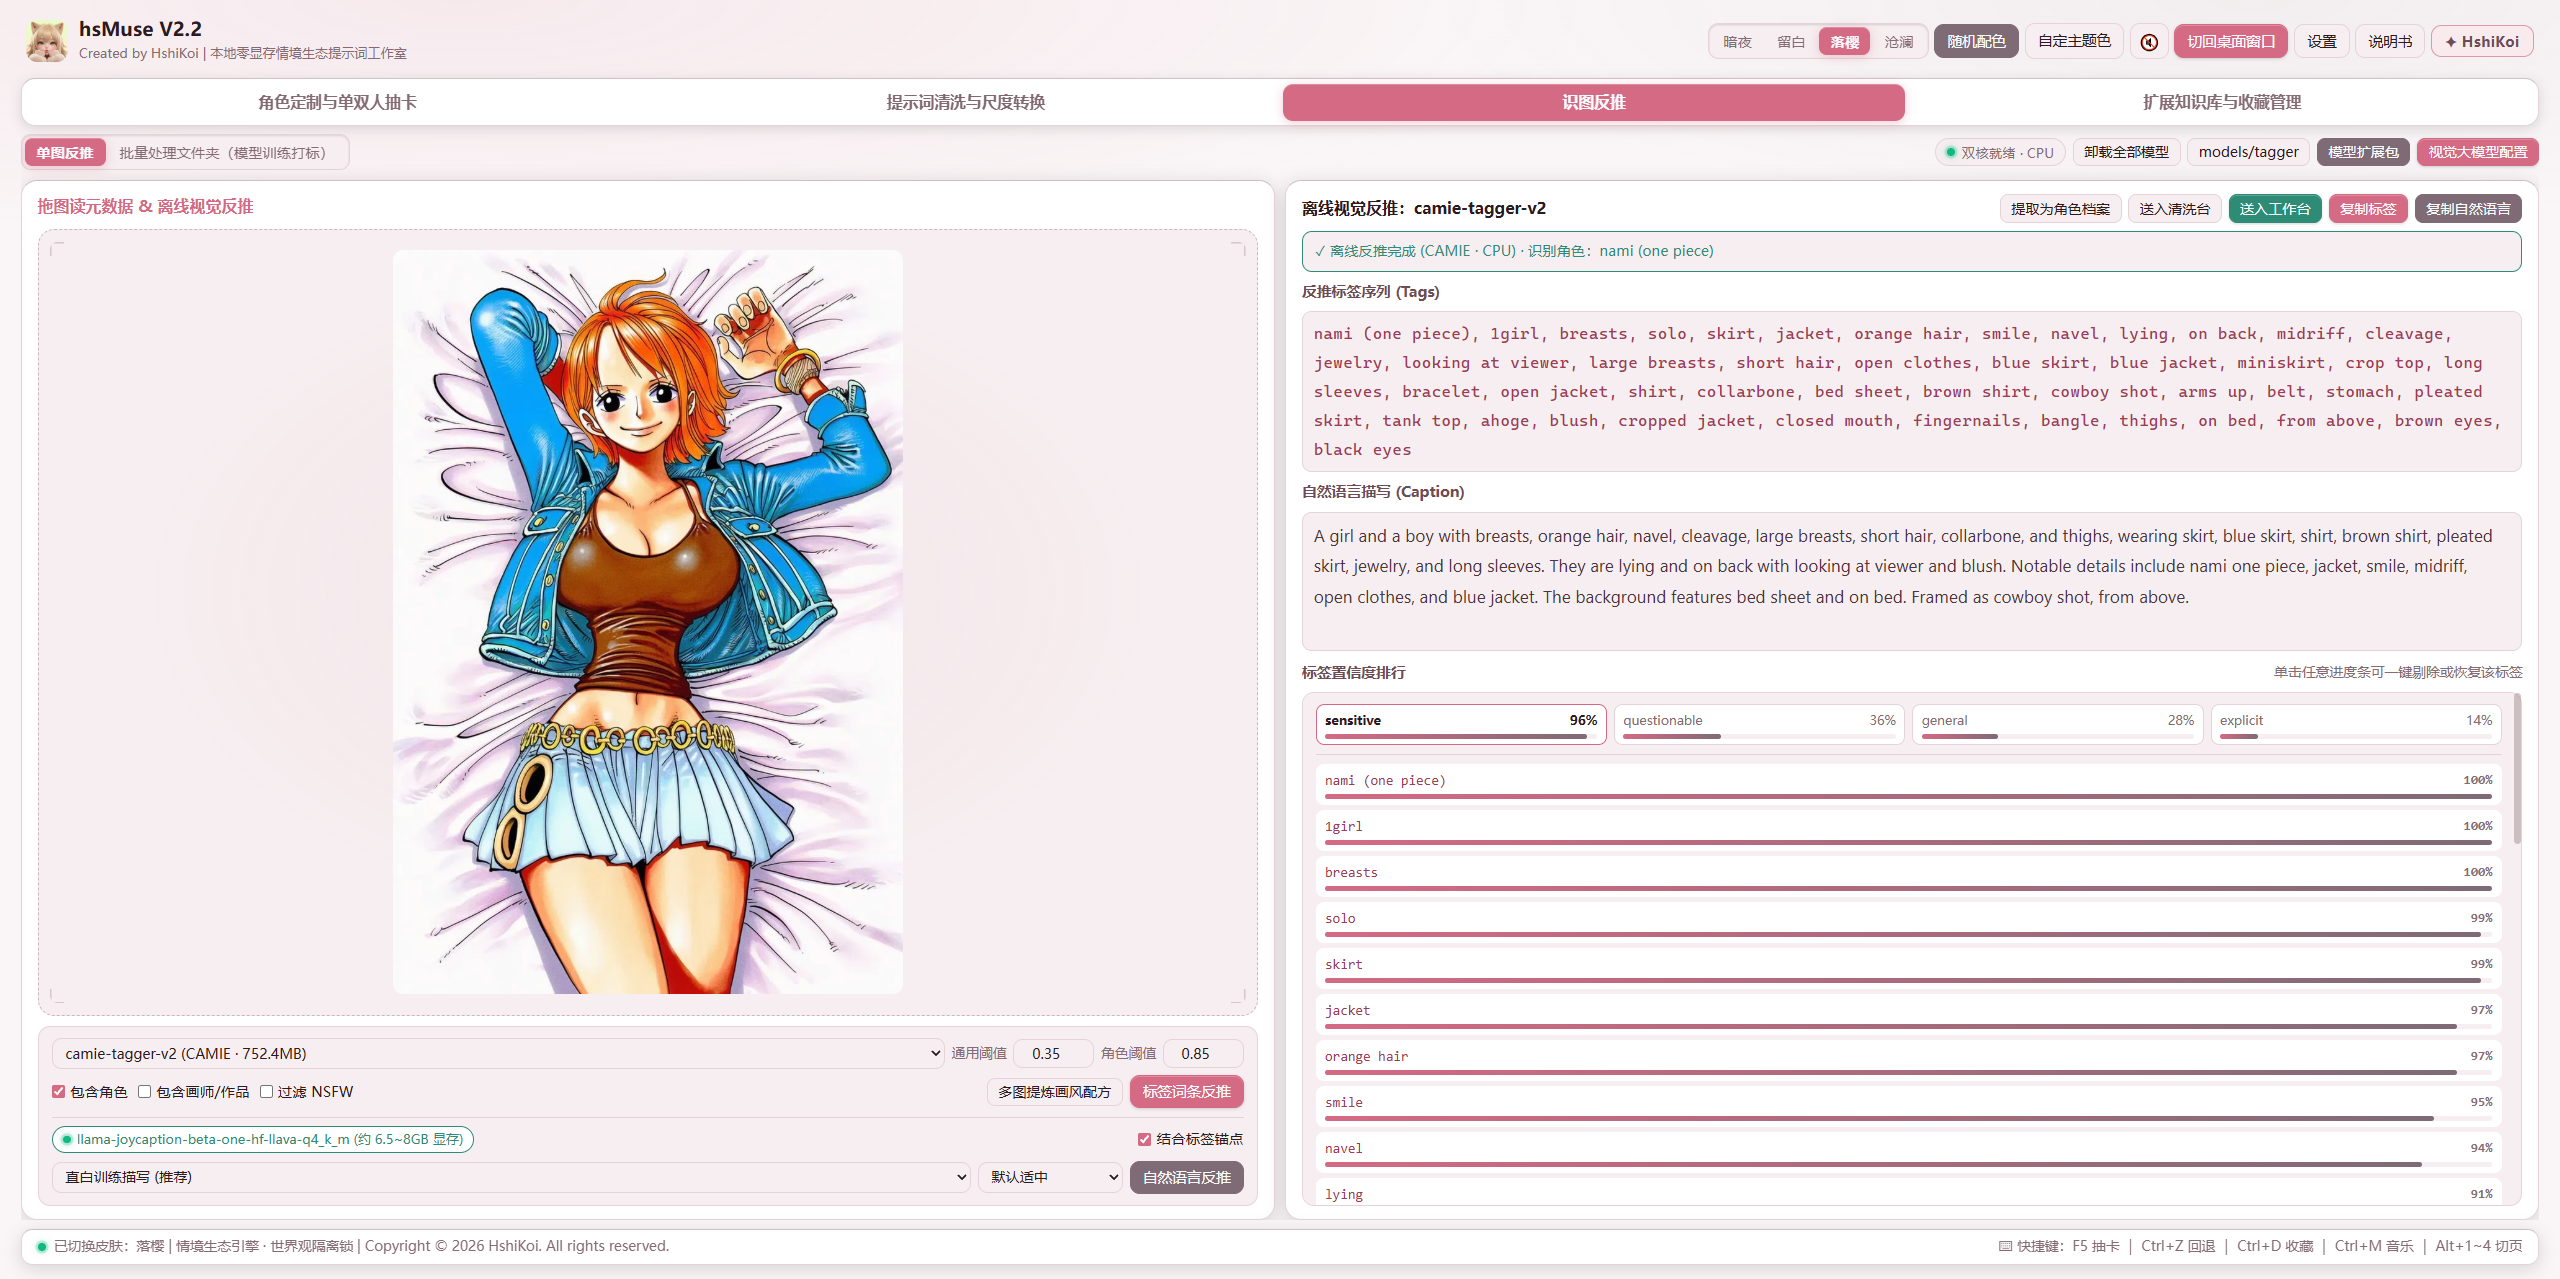 hsMuse V2.2
Created by HshiKoi | 本地零显存情境生态提示词工作室
暗夜 留白 落樱 沧澜 随机配色 自定主题色 切回桌面窗口 设置 说明书 ✦ HshiKoi
角色定制与单双人抽卡 提示词清洗与尺度转换 识图反推 扩展知识库与收藏管理
单图反推 批量处理文件夹（模型训练打标）
双核就绪 · CPU 卸载全部模型 models/tagger 模型扩展包 视觉大模型配置
拖图读元数据 & 离线视觉反推
camie-tagger-v2 (CAMIE · 752.4MB) 通用阈值 0.35 角色阈值 0.85
包含角色 包含画师/作品 过滤 NSFW 多图提炼画风配方 标签词条反推
llama-joycaption-beta-one-hf-llava-q4_k_m (约 6.5~8GB 显存) 结合标签锚点
直白训练描写 (推荐) 默认适中 自然语言反推
离线视觉反推：camie-tagger-v2 提取为角色档案 送入清洗台 送入工作台 复制标签 复制自然语言
✓ 离线反推完成 (CAMIE · CPU) · 识别角色：nami (one piece)
反推标签序列 (Tags)
nami (one piece), 1girl, breasts, solo, skirt, jacket, orange hair, smile, navel, lying, on back, midriff, cleavage,
jewelry, looking at viewer, large breasts, short hair, open clothes, blue skirt, blue jacket, miniskirt, crop top, long
sleeves, bracelet, open jacket, shirt, collarbone, bed sheet, brown shirt, cowboy shot, arms up, belt, stomach, pleated
skirt, tank top, ahoge, blush, cropped jacket, closed mouth, fingernails, bangle, thighs, on bed, from above, brown eyes,
black eyes
自然语言描写 (Caption)
A girl and a boy with breasts, orange hair, navel, cleavage, large breasts, short hair, collarbone, and thighs, wearing skirt, blue skirt, shirt, brown shirt, pleated
skirt, jewelry, and long sleeves. They are lying and on back with looking at viewer and blush. Notable details include nami one piece, jacket, smile, midriff,
open clothes, and blue jacket. The background features bed sheet and on bed. Framed as cowboy shot, from above.
标签置信度排行 单击任意进度条可一键剔除或恢复该标签
sensitive 96% questionable 36% general 28% explicit 14%
nami (one piece) 100%
1girl 100%
breasts 100%
solo 99%
skirt 99%
jacket 97%
orange hair 97%
smile 95%
navel 94%
lying 91%
已切换皮肤：落樱 | 情境生态引擎 · 世界观隔离锁 | Copyright © 2026 HshiKoi. All rights reserved.
快捷键：F5 抽卡 | Ctrl+Z 回退 | Ctrl+D 收藏 | Ctrl+M 音乐 | Alt+1~4 切页